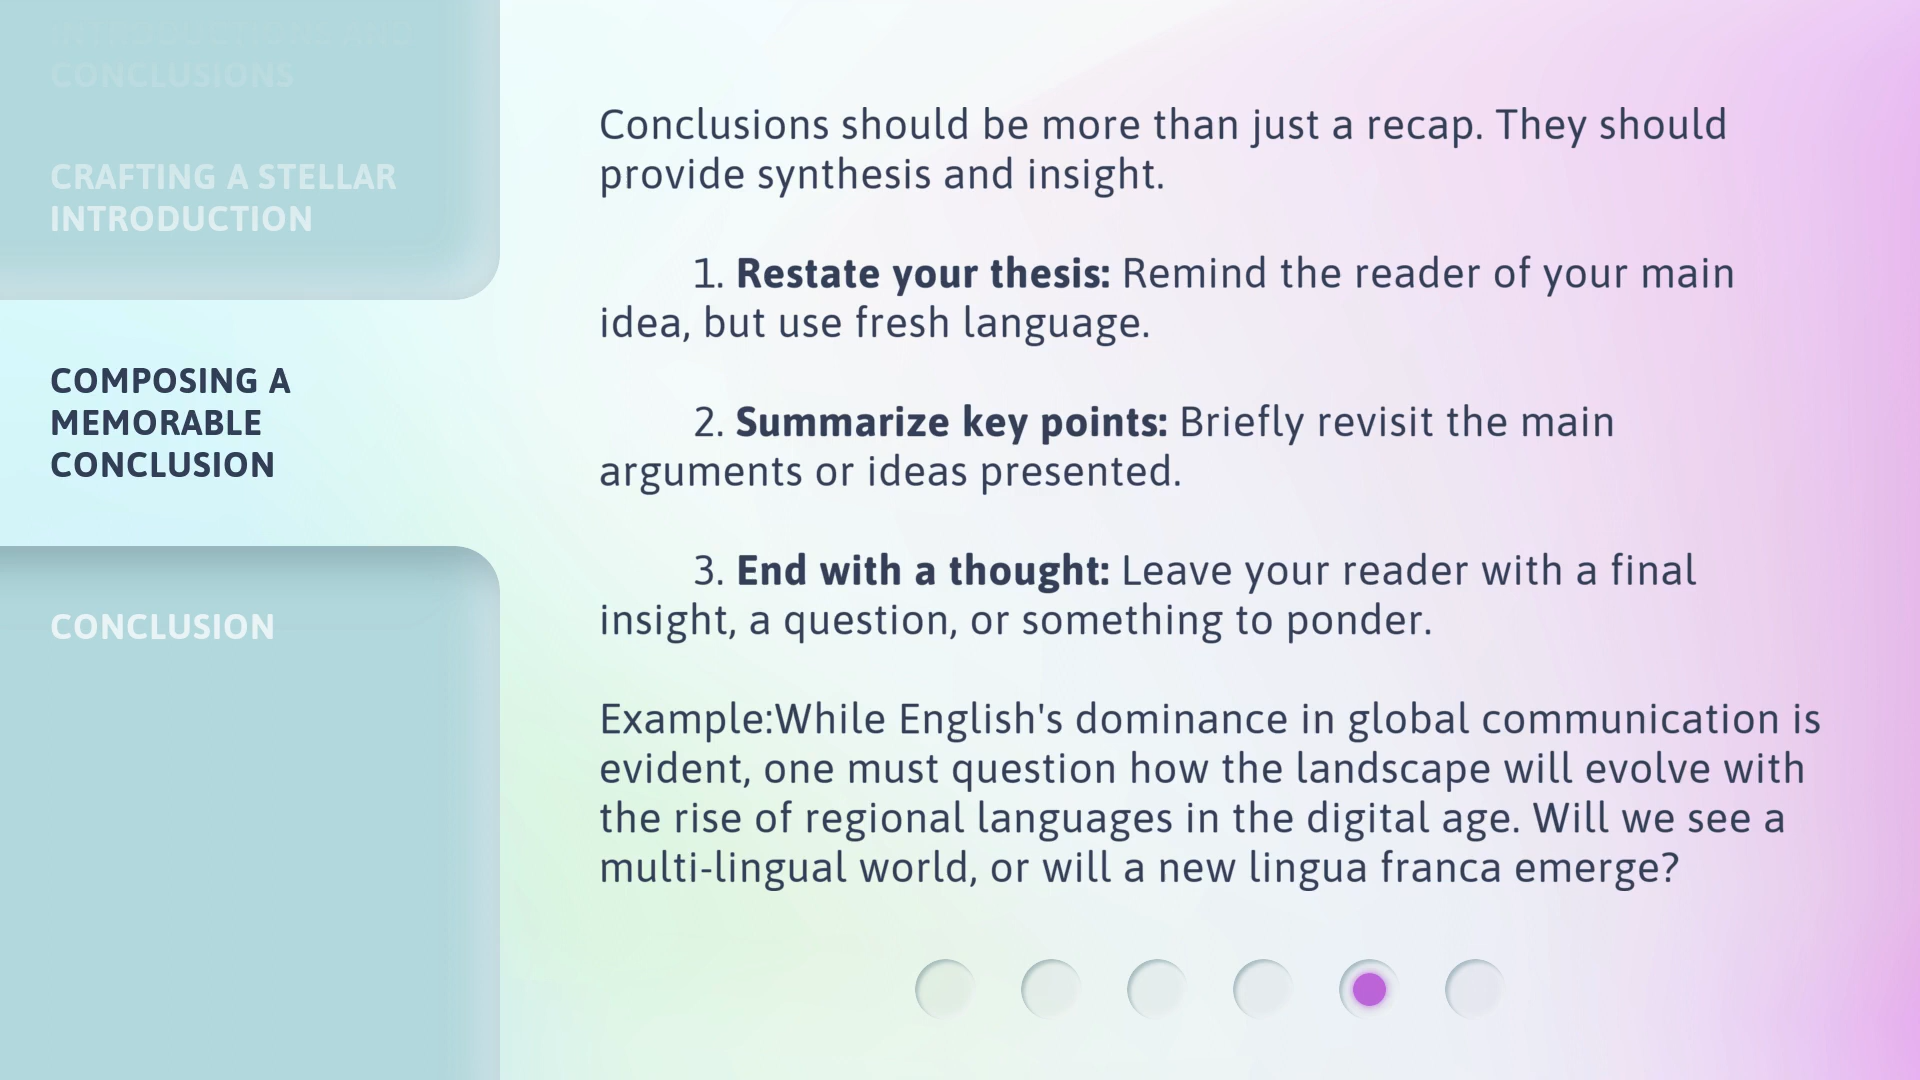 INTRODUCTIONS AND
CONCLUSIONS
CRAFTING A STELLAR
INTRODUCTION
COMPOSING A
MEMORABLE
CONCLUSION
CONCLUSION
Conclusions should be more than just a recap. They should
provide synthesis and insight.
1. Restate your thesis: Remind the reader of your main
idea, but use fresh language.
2. Summarize key points: Briefly revisit the main
arguments or ideas presented.
3. End with a thought: Leave your reader with a final
insight, a question, or something to ponder.
Example:While English's dominance in global communication is
evident, one must question how the landscape will evolve with
the rise of regional languages in the digital age. Will we see a
multi-lingual world, or will a new lingua franca emerge?